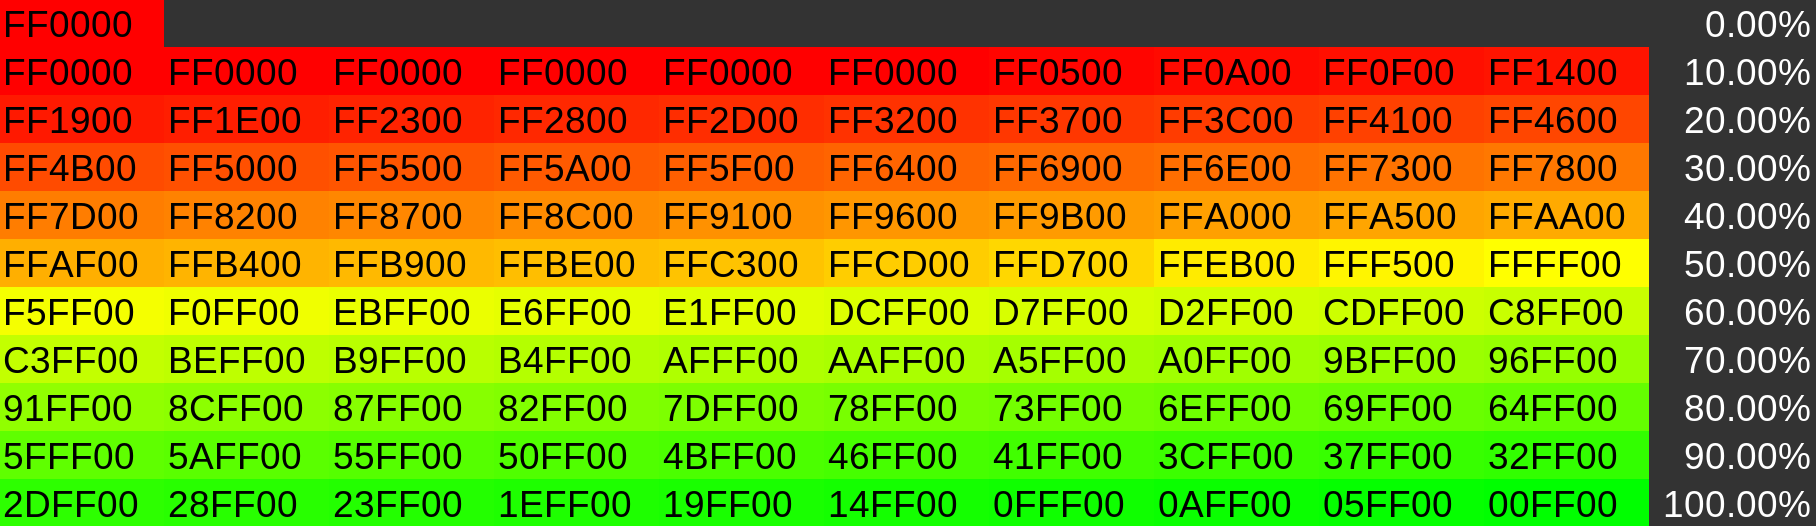 FF0000 0.00%
FF0000 FF0000 FF0000 FF0000 FF0000 FF0000 FF0500 FF0A00 FF0F00 FF1400 10.00%
FF1900 FF1E00 FF2300 FF2800 FF2D00 FF3200 FF3700 FF3C00 FF4100 FF4600 20.00%
FF4B00 FF5000 FF5500 FF5A00 FF5F00 FF6400 FF6900 FF6E00 FF7300 FF7800 30.00%
FF7D00 FF8200 FF8700 FF8C00 FF9100 FF9600 FF9B00 FFA000 FFA500 FFAA00 40.00%
FFAF00 FFB400 FFB900 FFBE00 FFC300 FFCD00 FFD700 FFEB00 FFF500 FFFF00 50.00%
F5FF00 F0FF00 EBFF00 E6FF00 E1FF00 DCFF00 D7FF00 D2FF00 CDFF00 C8FF00 60.00%
C3FF00 BEFF00 B9FF00 B4FF00 AFFF00 AAFF00 A5FF00 A0FF00 9BFF00 96FF00 70.00%
91FF00 8CFF00 87FF00 82FF00 7DFF00 78FF00 73FF00 6EFF00 69FF00 64FF00 80.00%
5FFF00 5AFF00 55FF00 50FF00 4BFF00 46FF00 41FF00 3CFF00 37FF00 32FF00 90.00%
2DFF00 28FF00 23FF00 1EFF00 19FF00 14FF00 0FFF00 0AFF00 05FF00 00FF00 100.00%